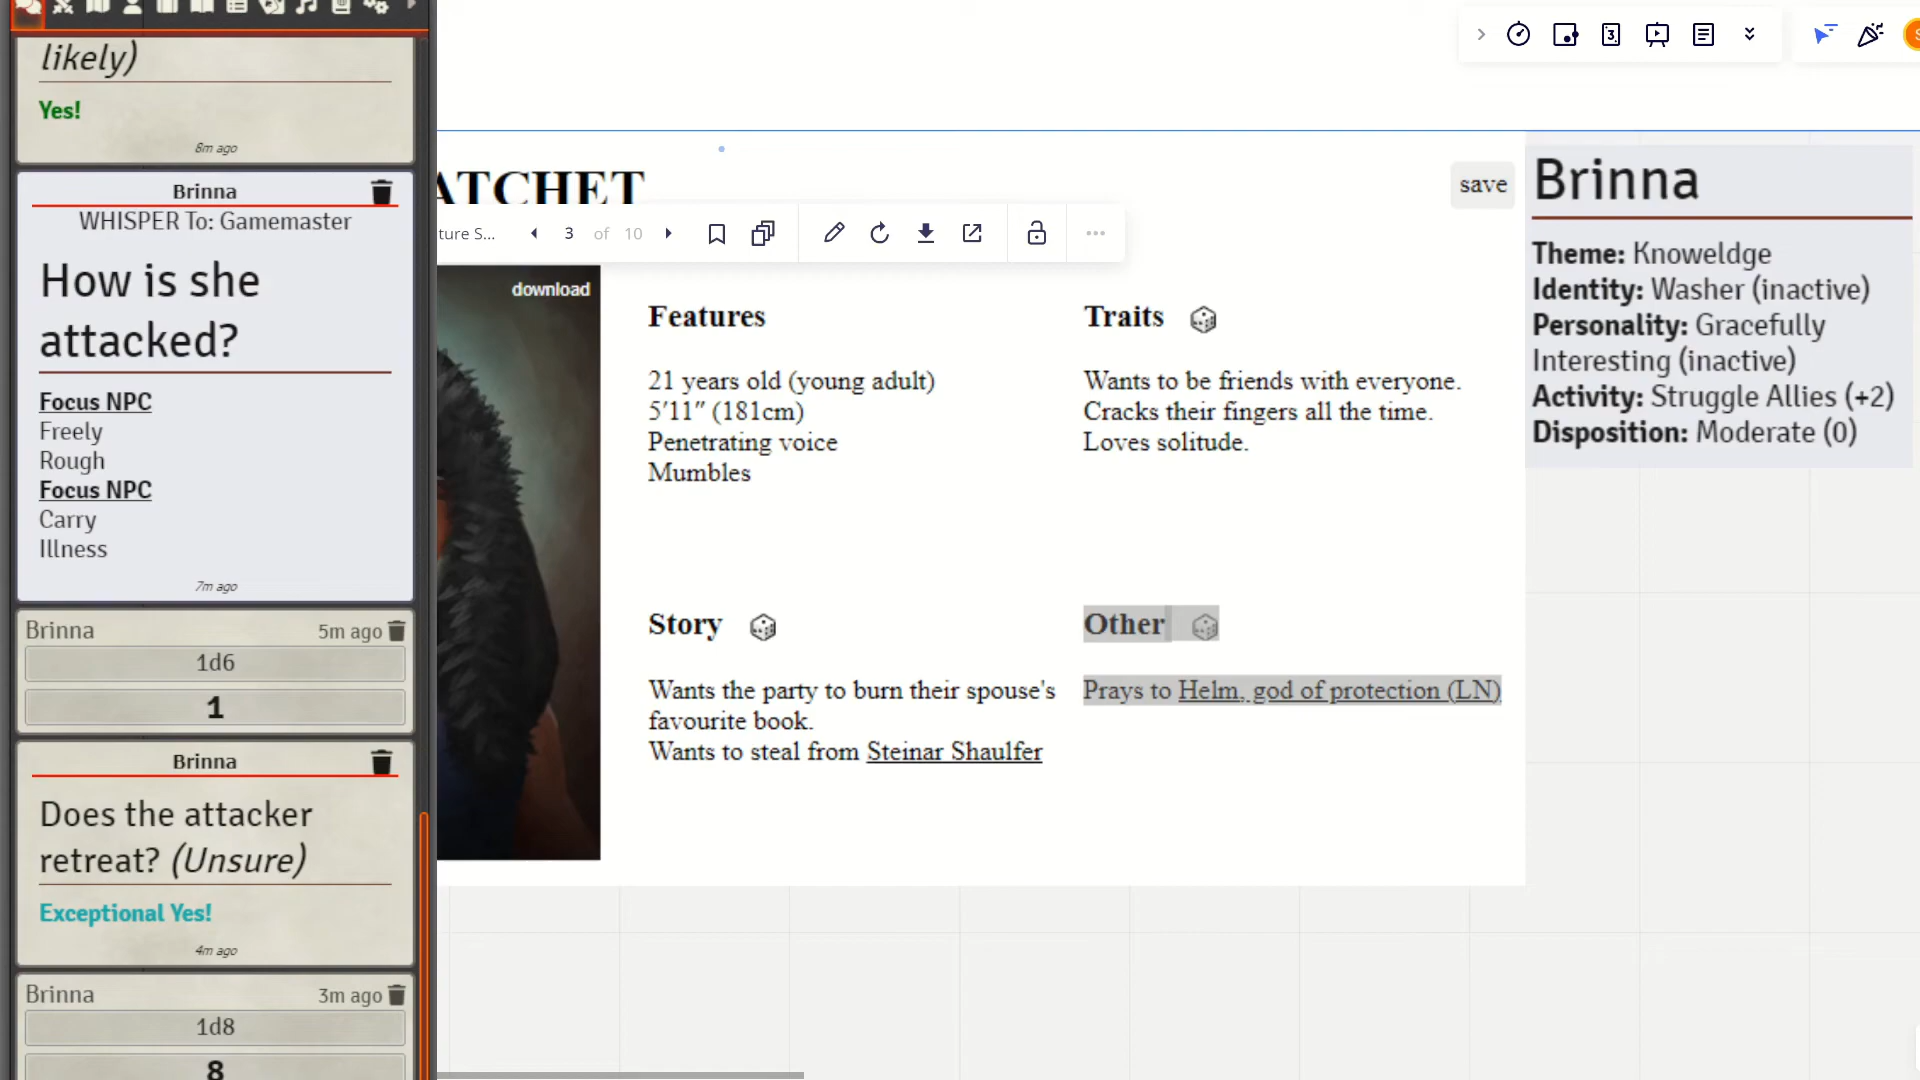 likely)
Yes!
8m ago
Brinna
WHISPER To: Gamemaster
How is she
attacked?
Focus NPC
Freely
Rough
Focus NPC
Carry
Illness
7m ago
Brinna
5m ago
1d6
1
Brinna
Does the attacker
retreat? (Unsure)
Exceptional Yes!
4m ago
Brinna
3m ago
1d8
8
ATCHET
save
ture S...
3
of
10
download
Features
21 years old (young adult)
5′11″ (181cm)
Penetrating voice
Mumbles
Traits
Wants to be friends with everyone.
Cracks their fingers all the time.
Loves solitude.
Story
Wants the party to burn their spouse's
favourite book.
Wants to steal from Steinar Shaulfer
Other
Prays to Helm, god of protection (LN)
3
S
Brinna
Theme: Knoweldge
Identity: Washer (inactive)
Personality: Gracefully
Interesting (inactive)
Activity: Struggle Allies (+2)
Disposition: Moderate (0)